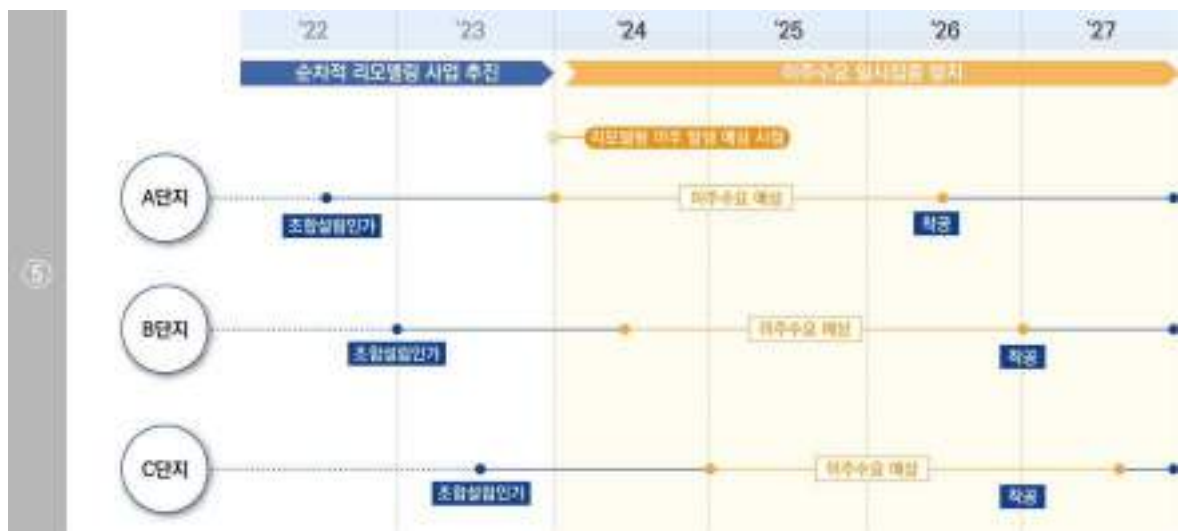 '22 '23 '24 '25 '26 '27
순차적 리모델링 사업 추진 이주수요 일시집중 방지
리모델링 이주 발생 예상 시점
A단지 이주수요 예상
조합설립인가 착공
⑤
B단지 이주수요 예상
조합설립인가 착공
C단지 이주수요 예상
조합설립인가 착공